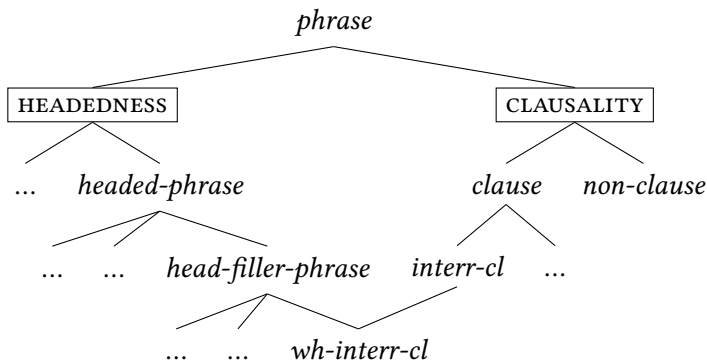 phrase
HEADEDNESS CLAUSALITY
... headed-phrase clause non-clause
... ... head-filler-phrase interr-cl ...
... ... wh-interr-cl